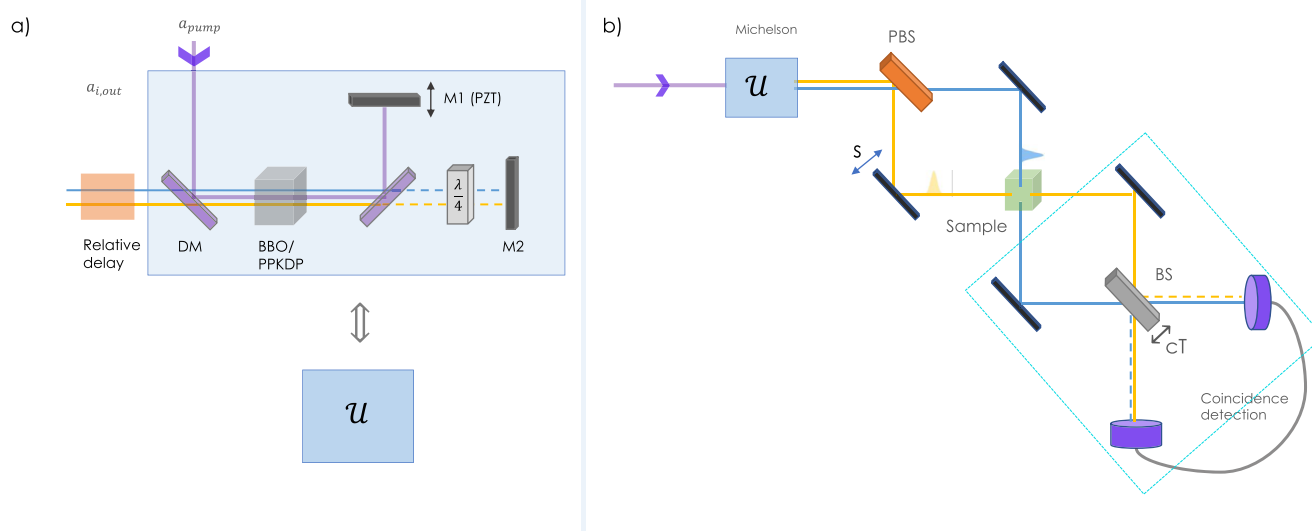 a)
a_pump
a_i,out
M1 (PZT)
λ
4
Relative
delay
DM
BBO/
PPKDP
M2
𝒰
b)
Michelson
PBS
𝒰
S
Sample
BS
cT
Coincidence
detection